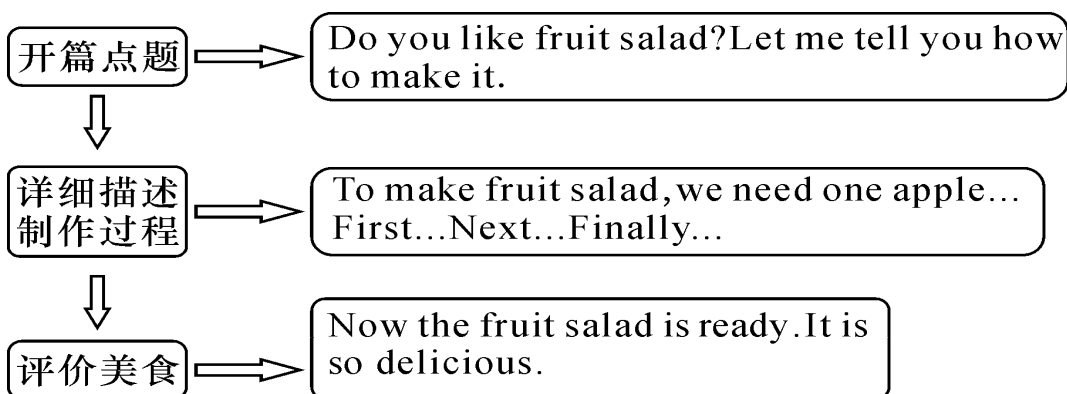 开篇点题
Do you like fruit salad?Let me tell you how
to make it.
详细描述
制作过程
To make fruit salad,we need one apple...
First...Next...Finally...
评价美食
Now the fruit salad is ready.It is
so delicious.